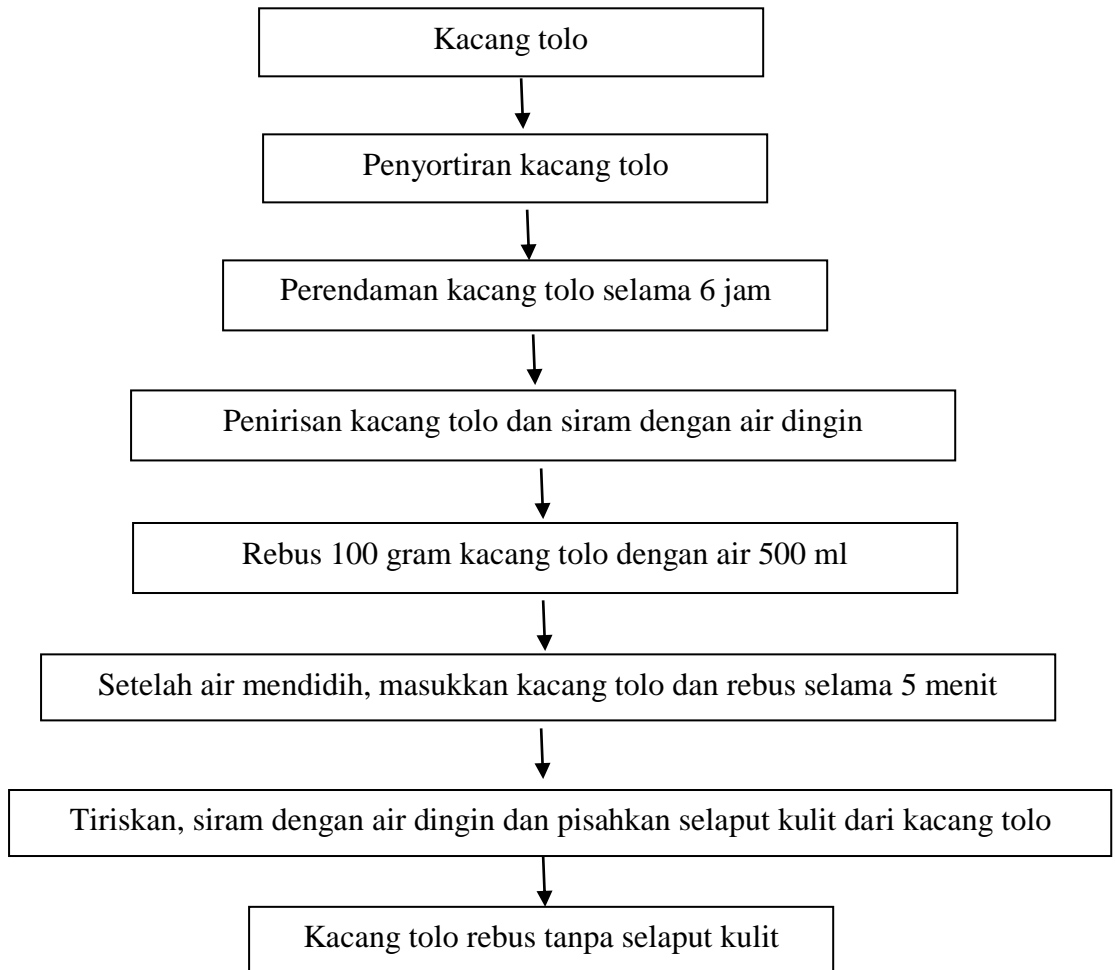 Kacang tolo
Penyortiran kacang tolo
Perendaman kacang tolo selama 6 jam
Penirisan kacang tolo dan siram dengan air dingin
Rebus 100 gram kacang tolo dengan air 500 ml
Setelah air mendidih, masukkan kacang tolo dan rebus selama 5 menit
Tiriskan, siram dengan air dingin dan pisahkan selaput kulit dari kacang tolo
Kacang tolo rebus tanpa selaput kulit